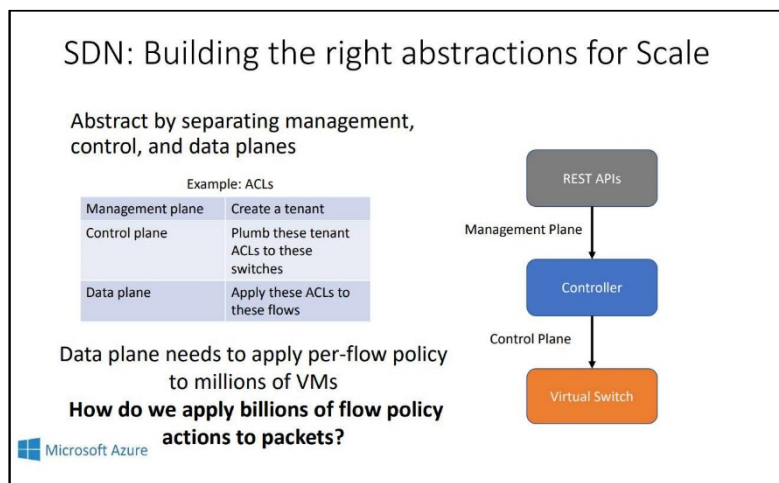 SDN: Building the right abstractions for Scale
Abstract by separating management,
control, and data planes
Example: ACLs
Management plane Create a tenant
Control plane Plumb these tenant
ACLs to these
switches
Data plane Apply these ACLs to
these flows
Data plane needs to apply per-flow policy
to millions of VMs
How do we apply billions of flow policy
actions to packets?
REST APIs
Management Plane
Controller
Control Plane
Virtual Switch
Microsoft Azure